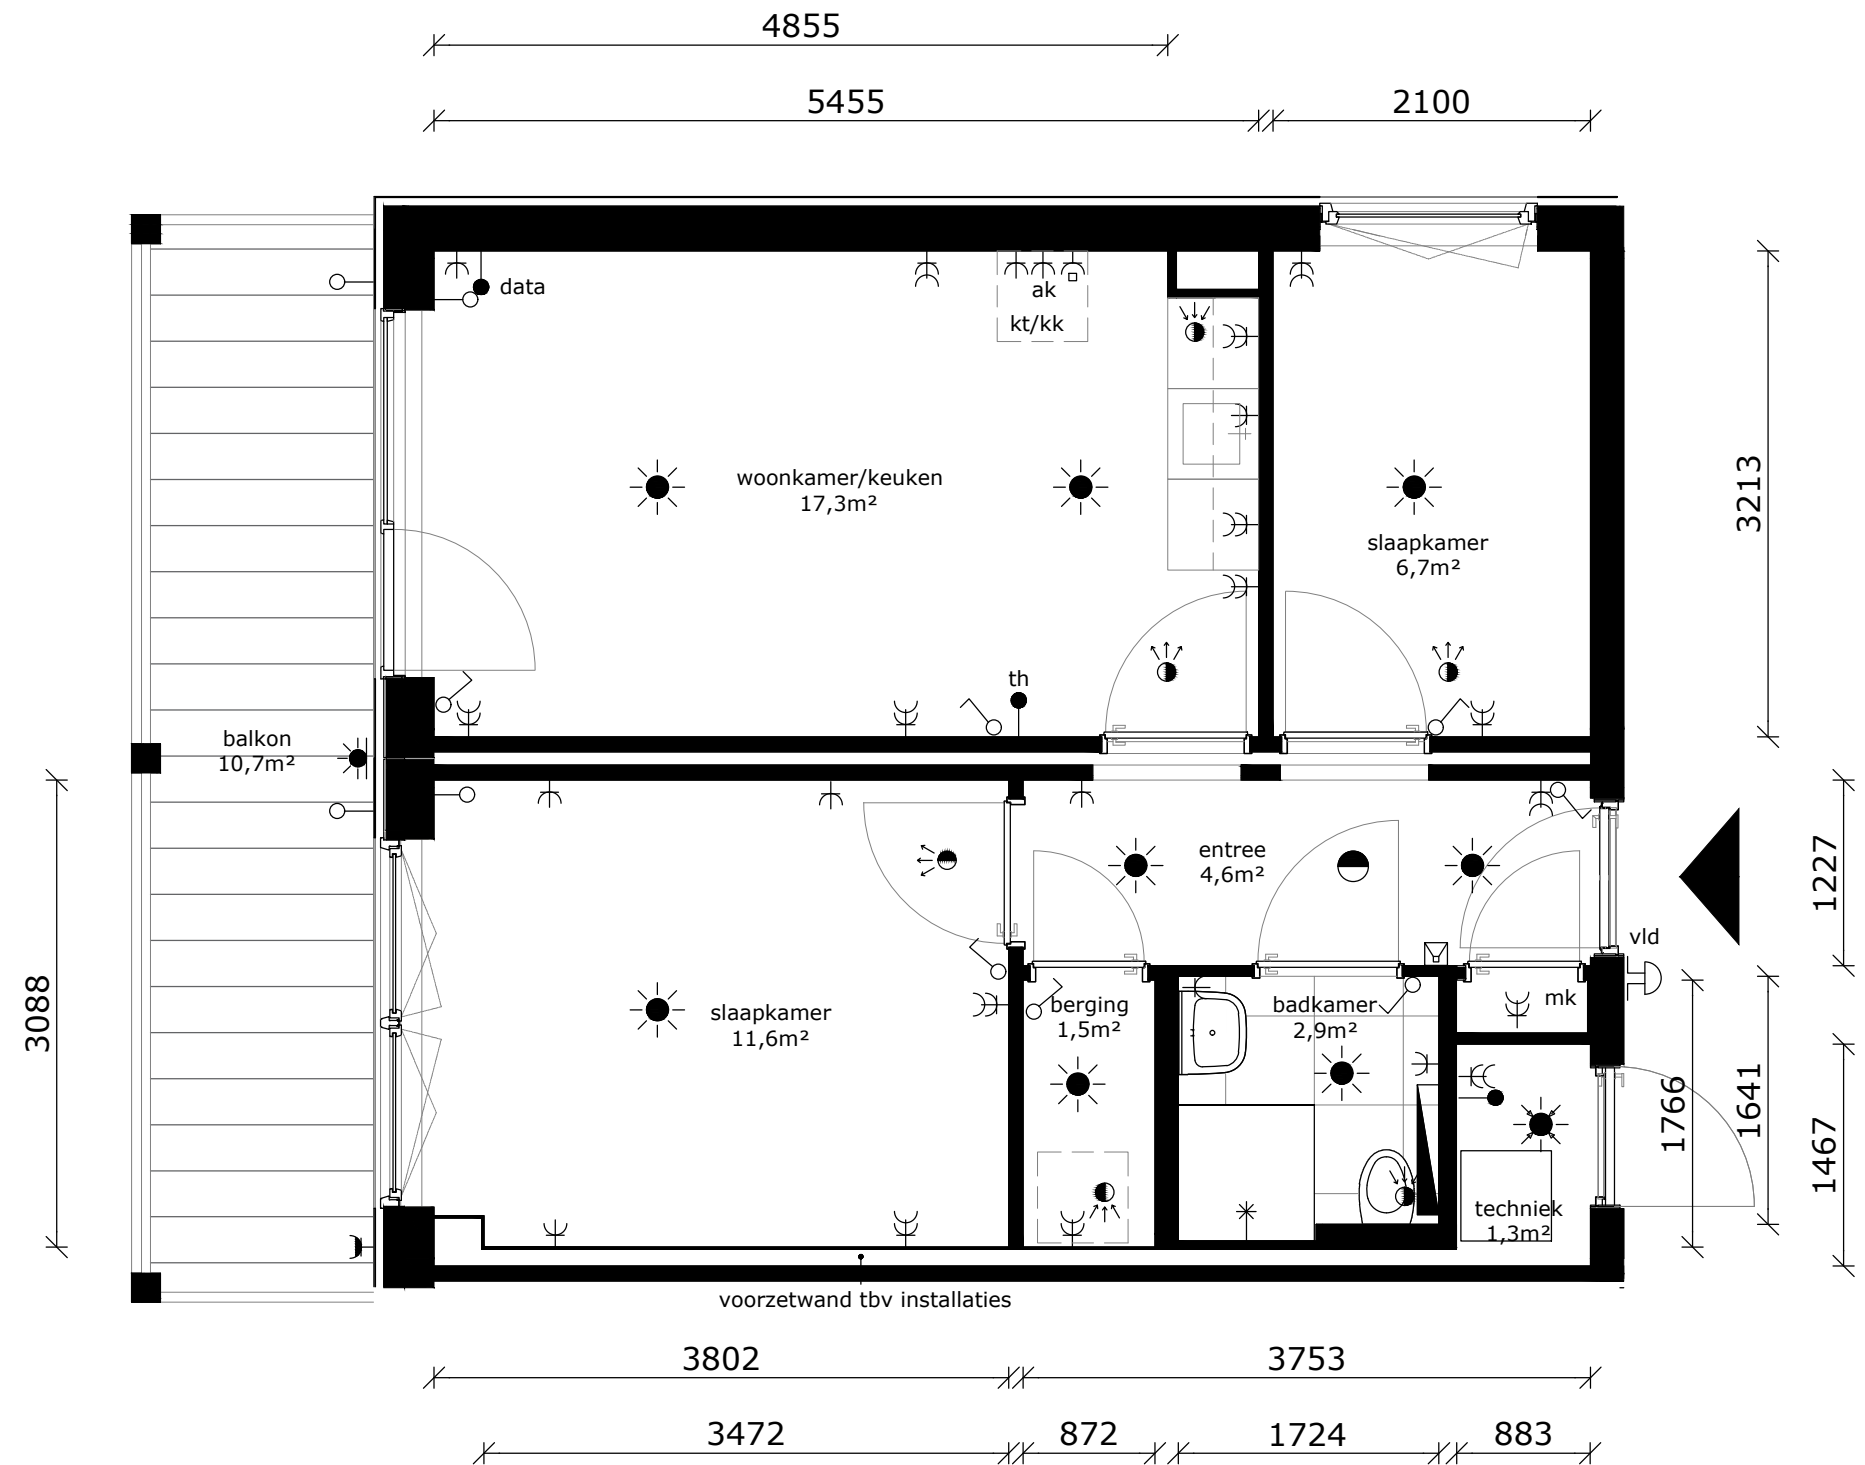 4855
5455
2100
data
ak
kt/kk
woonkamer/keuken
17,3m²
slaapkamer
6,7m²
3213
th
balkon
10,7m²
entree
4,6m²
1227
vld
3088
slaapkamer
11,6m²
berging
1,5m²
badkamer
2,9m²
mk
1766
1641
1467
techniek
1,3m²
voorzetwand tbv installaties
3802
3753
3472
872
1724
883